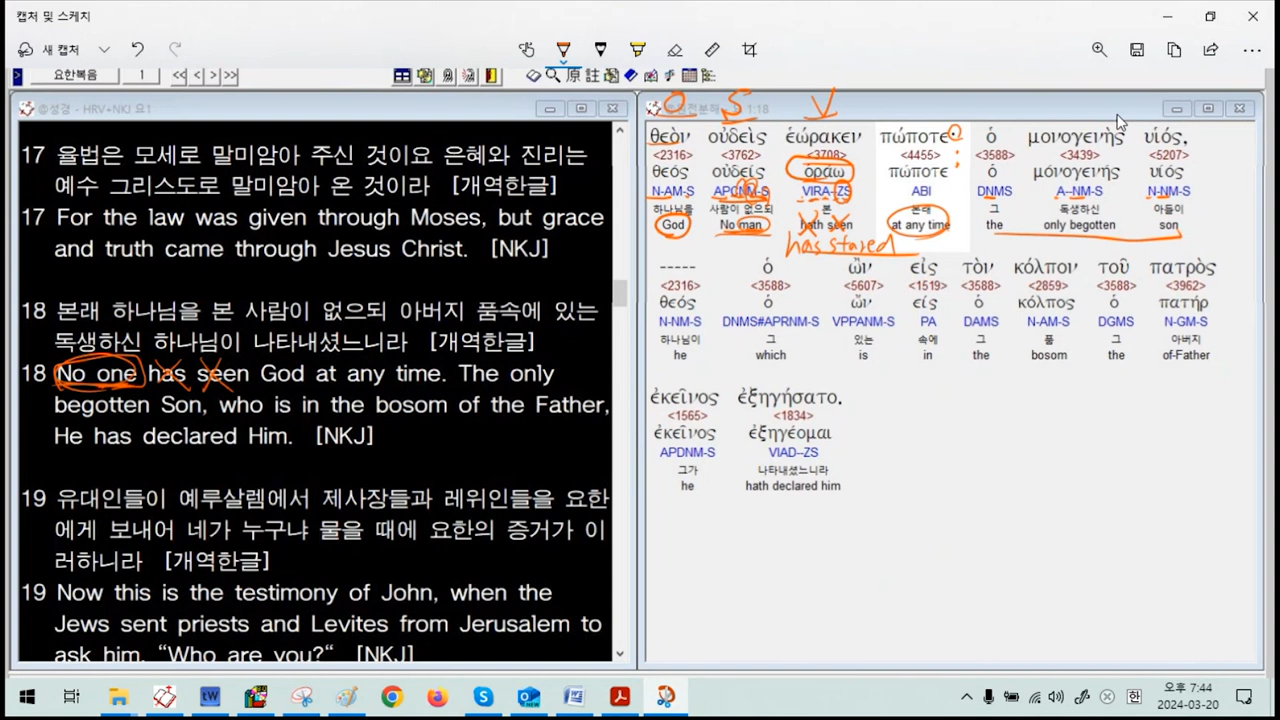 캡처 및 스케치
새 캡처
요한복음 1 << < > >> 原 註
@성경 - HRV+NKJ 요1
17 율법은 모세로 말미암아 주신 것이요 은혜와 진리는
예수 그리스도로 말미암아 온 것이라 [개역한글]
17 For the law was given through Moses, but grace
and truth came through Jesus Christ. [NKJ]
18 본래 하나님을 본 사람이 없으되 아버지 품속에 있는
독생하신 하나님이 나타내셨느니라 [개역한글]
18 No one has seen God at any time. The only
begotten Son, who is in the bosom of the Father,
He has declared Him. [NKJ]
19 유대인들이 예루살렘에서 제사장들과 레위인들을 요한
에게 보내어 네가 누구냐 물을 때에 요한의 증거가 이
러하니라 [개역한글]
19 Now this is the testimony of John, when the
Jews sent priests and Levites from Jerusalem to
ask him, “Who are you?“ [NKJ]
O S V
1:18
θεὸν οὐδεὶς ἑώρακεν πώποτε· ὁ μονογενὴς υἱός,
<2316> <3762> <3708> <4455> <3588> <3439> <5207>
θεός οὐδείς ὁράω πώποτε ὁ μονογενής υἱός
N-AM-S APCNM-S VIRA-ZS ABI DNMS A--NM-S N-NM-S
하나님을 사람이 없으되 본 본래 그 독생하신 아들이
God No man hath seen at any time the only begotten son
has stared
----- ὁ ὢν εἰς τὸν κόλπον τοῦ πατρὸς
<2316> <3588> <5607> <1519> <3588> <2859> <3588> <3962>
θεός ὁ ὤν εἰς ὁ κόλπος ὁ πατήρ
N-NM-S DNMS#APRNM-S VPPANM-S PA DAMS N-AM-S DGMS N-GM-S
하나님이 그 있는 속에 그 품 그 아버지
he which is in the bosom the of-Father
ἐκεῖνος ἐξηγήσατο.
<1565> <1834>
ἐκεῖνος ἐξηγέομαι
APDNM-S VIAD--ZS
그가 나타내셨느니라
he hath declared him
tW
한
오후 7:44
2024-03-20